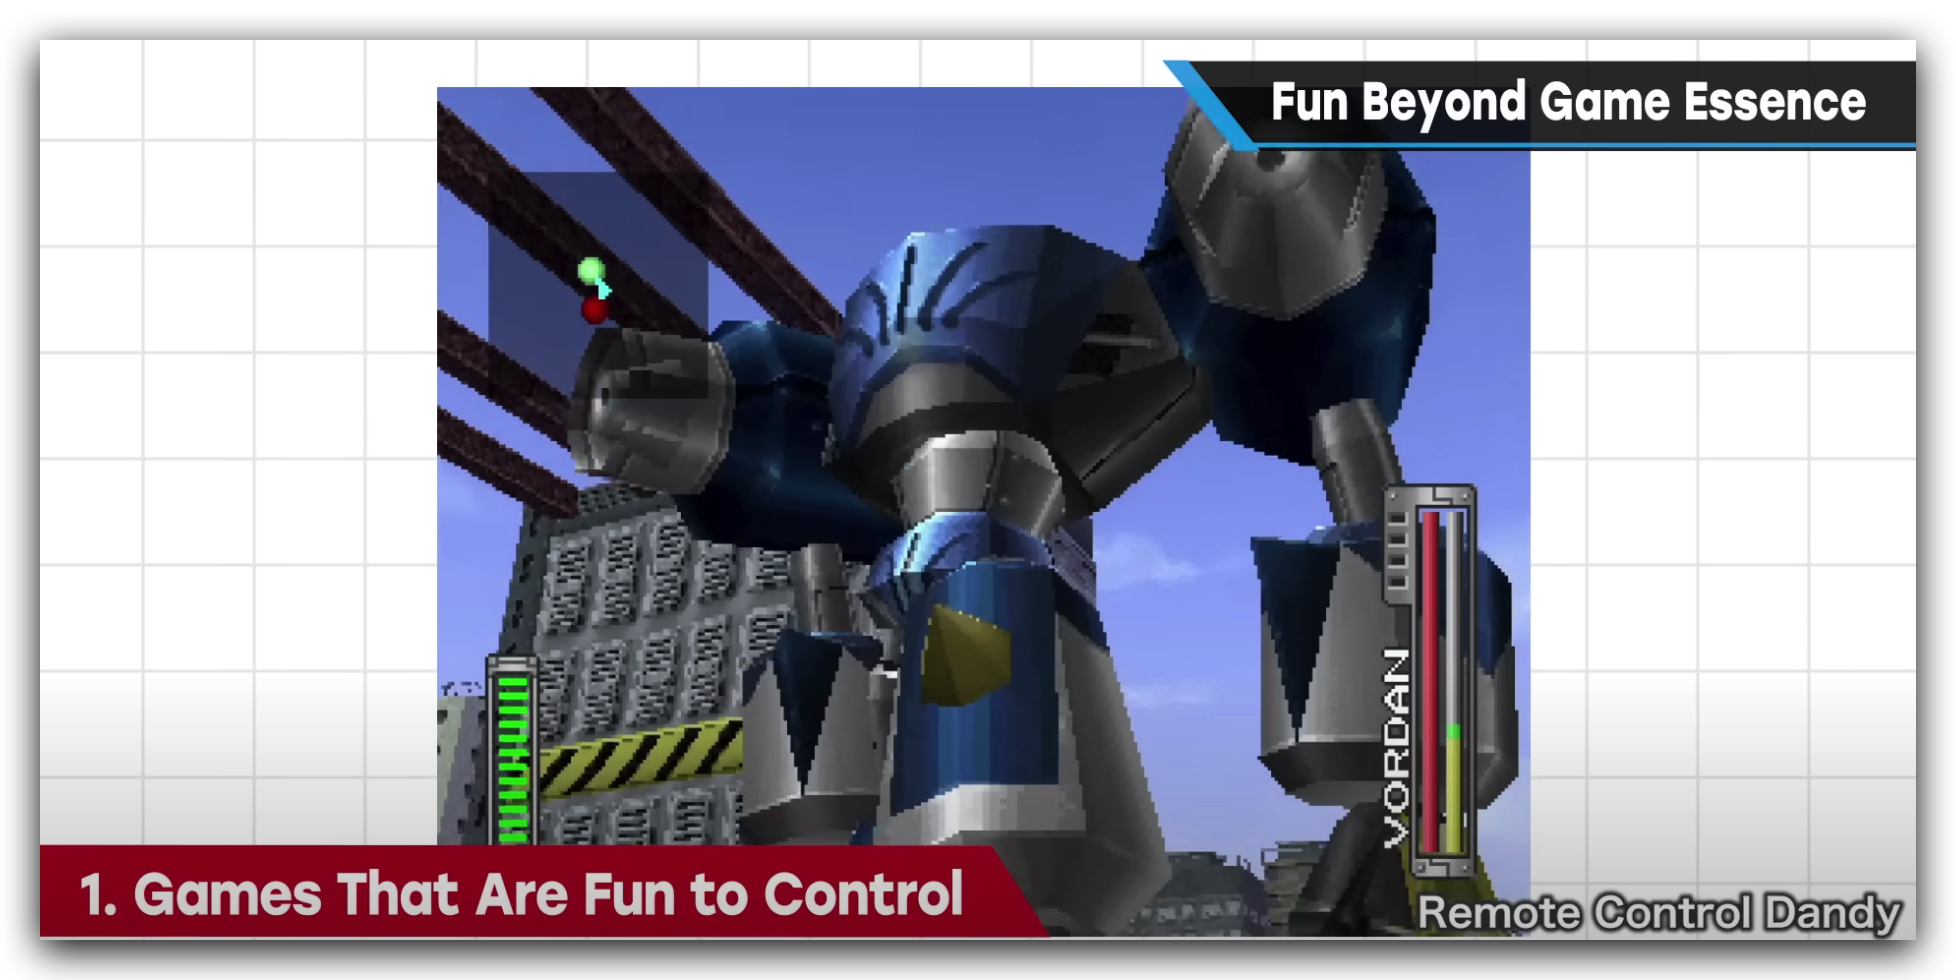 Fun Beyond Game Essence
VORDAN
1. Games That Are Fun to Control
Remote Control Dandy